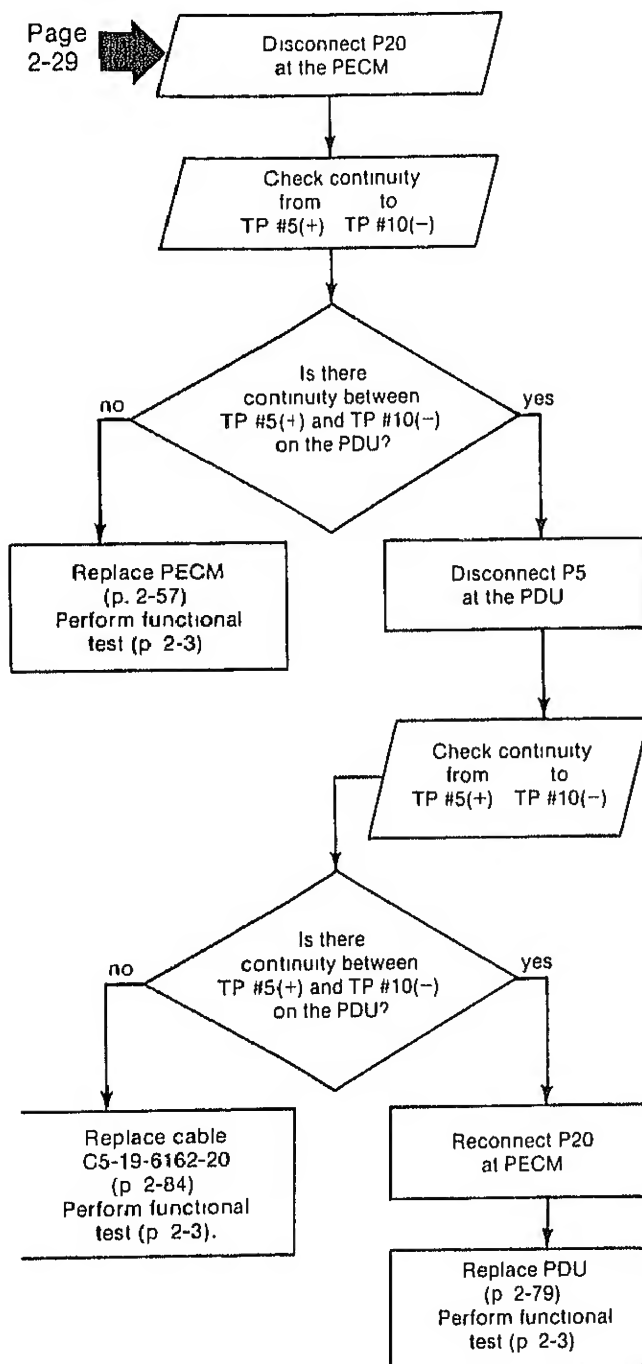 Page
2-29
Disconnect P20
at the PECM
Check continuity
from to
TP #5(+) TP #10(−)
Is there
continuity between
TP #5(+) and TP #10(−)
on the PDU?
no
yes
Replace PECM
(p. 2-57)
Perform functional
test (p 2-3)
Disconnect P5
at the PDU
Check continuity
from to
TP #5(+) TP #10(−)
Is there
continuity between
TP #5(+) and TP #10(−)
on the PDU?
no
yes
Replace cable
C5-19-6162-20
(p 2-84)
Perform functional
test (p 2-3).
Reconnect P20
at PECM
Replace PDU
(p 2-79)
Perform functional
test (p 2-3)